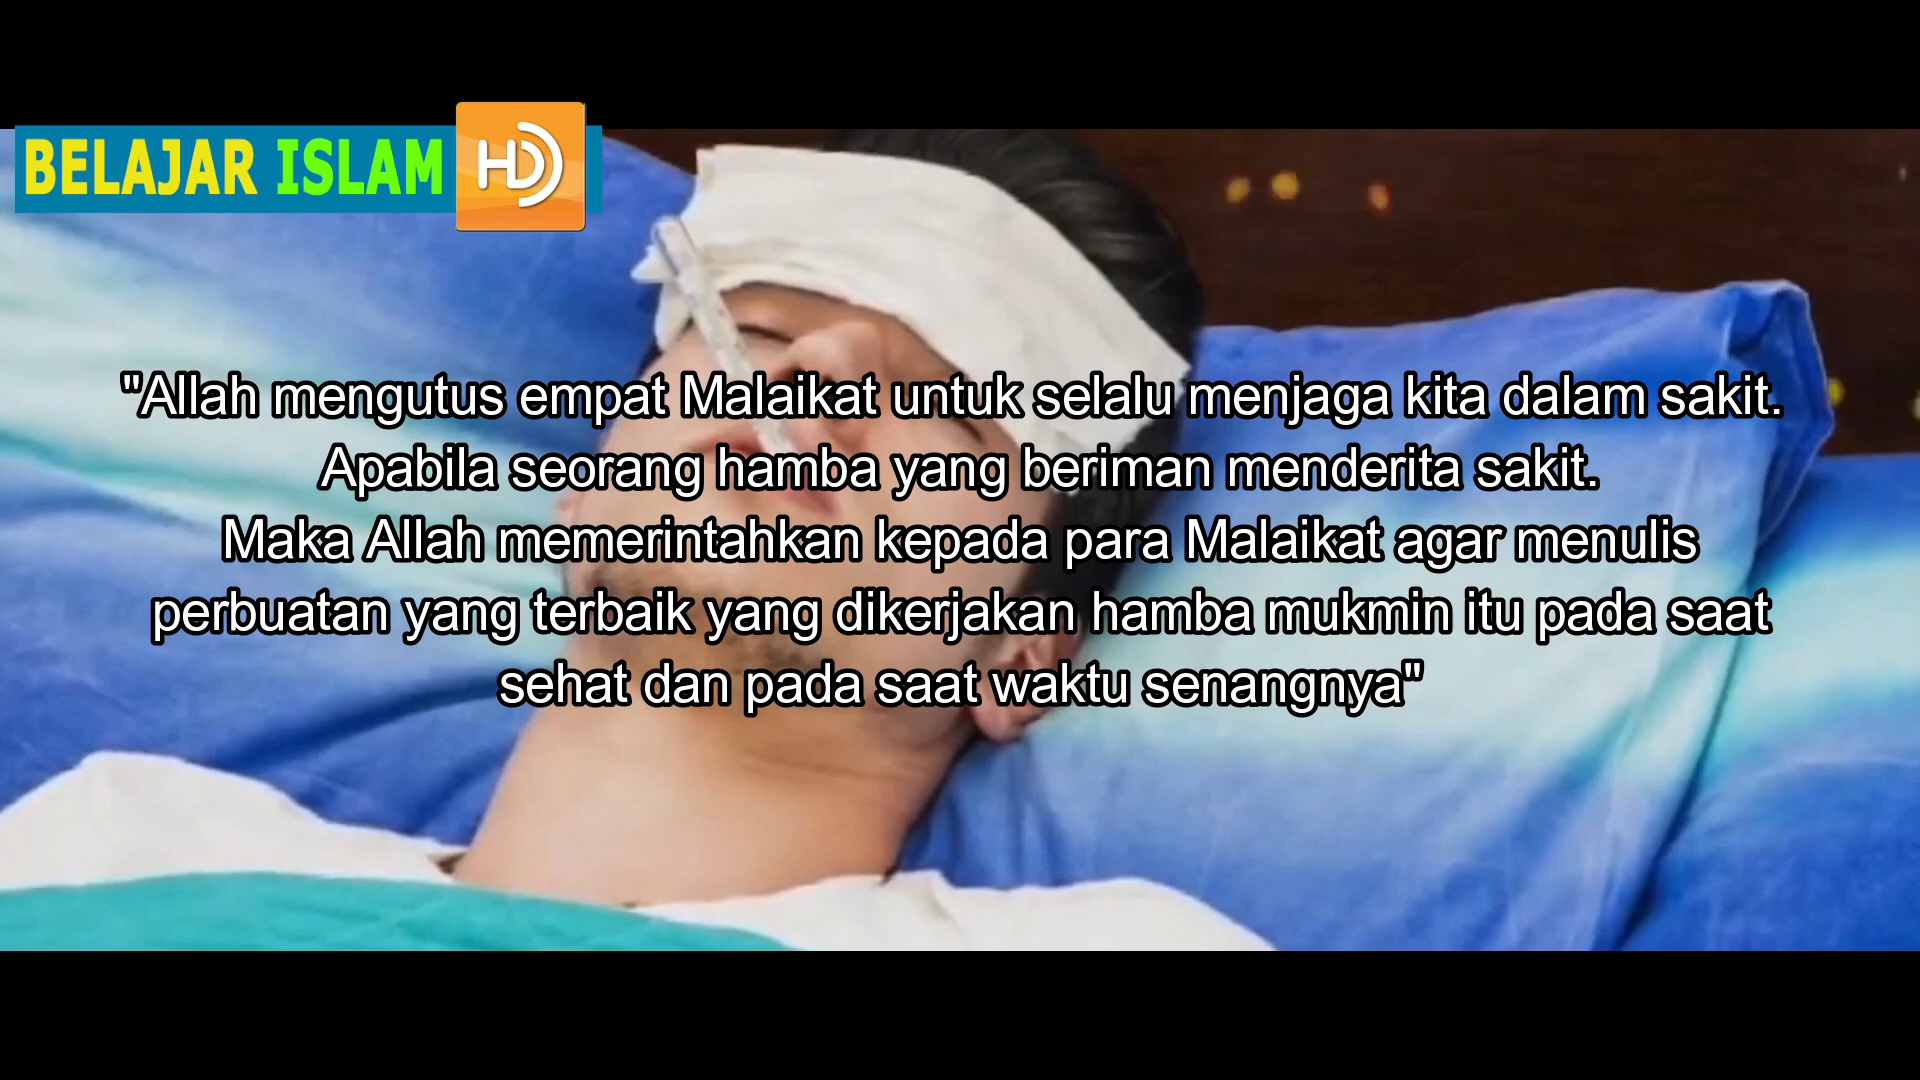 BELAJAR ISLAM HD
"Allah mengutus empat Malaikat untuk selalu menjaga kita dalam sakit.
Apabila seorang hamba yang beriman menderita sakit.
Maka Allah memerintahkan kepada para Malaikat agar menulis
perbuatan yang terbaik yang dikerjakan hamba mukmin itu pada saat
sehat dan pada saat waktu senangnya"